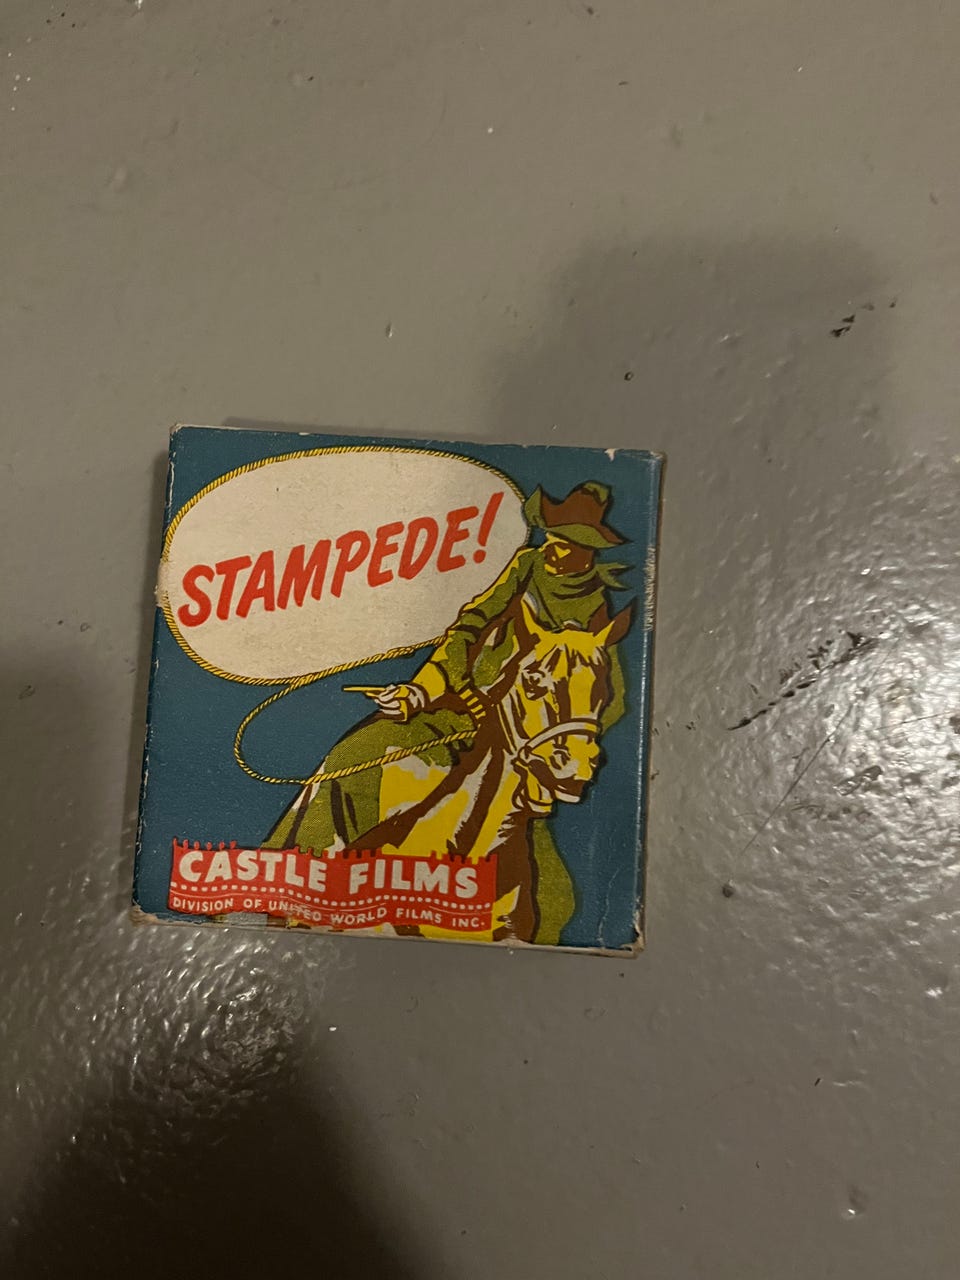 STAMPEDE!
CASTLE FILMS
DIVISION OF UNITED WORLD FILMS INC.